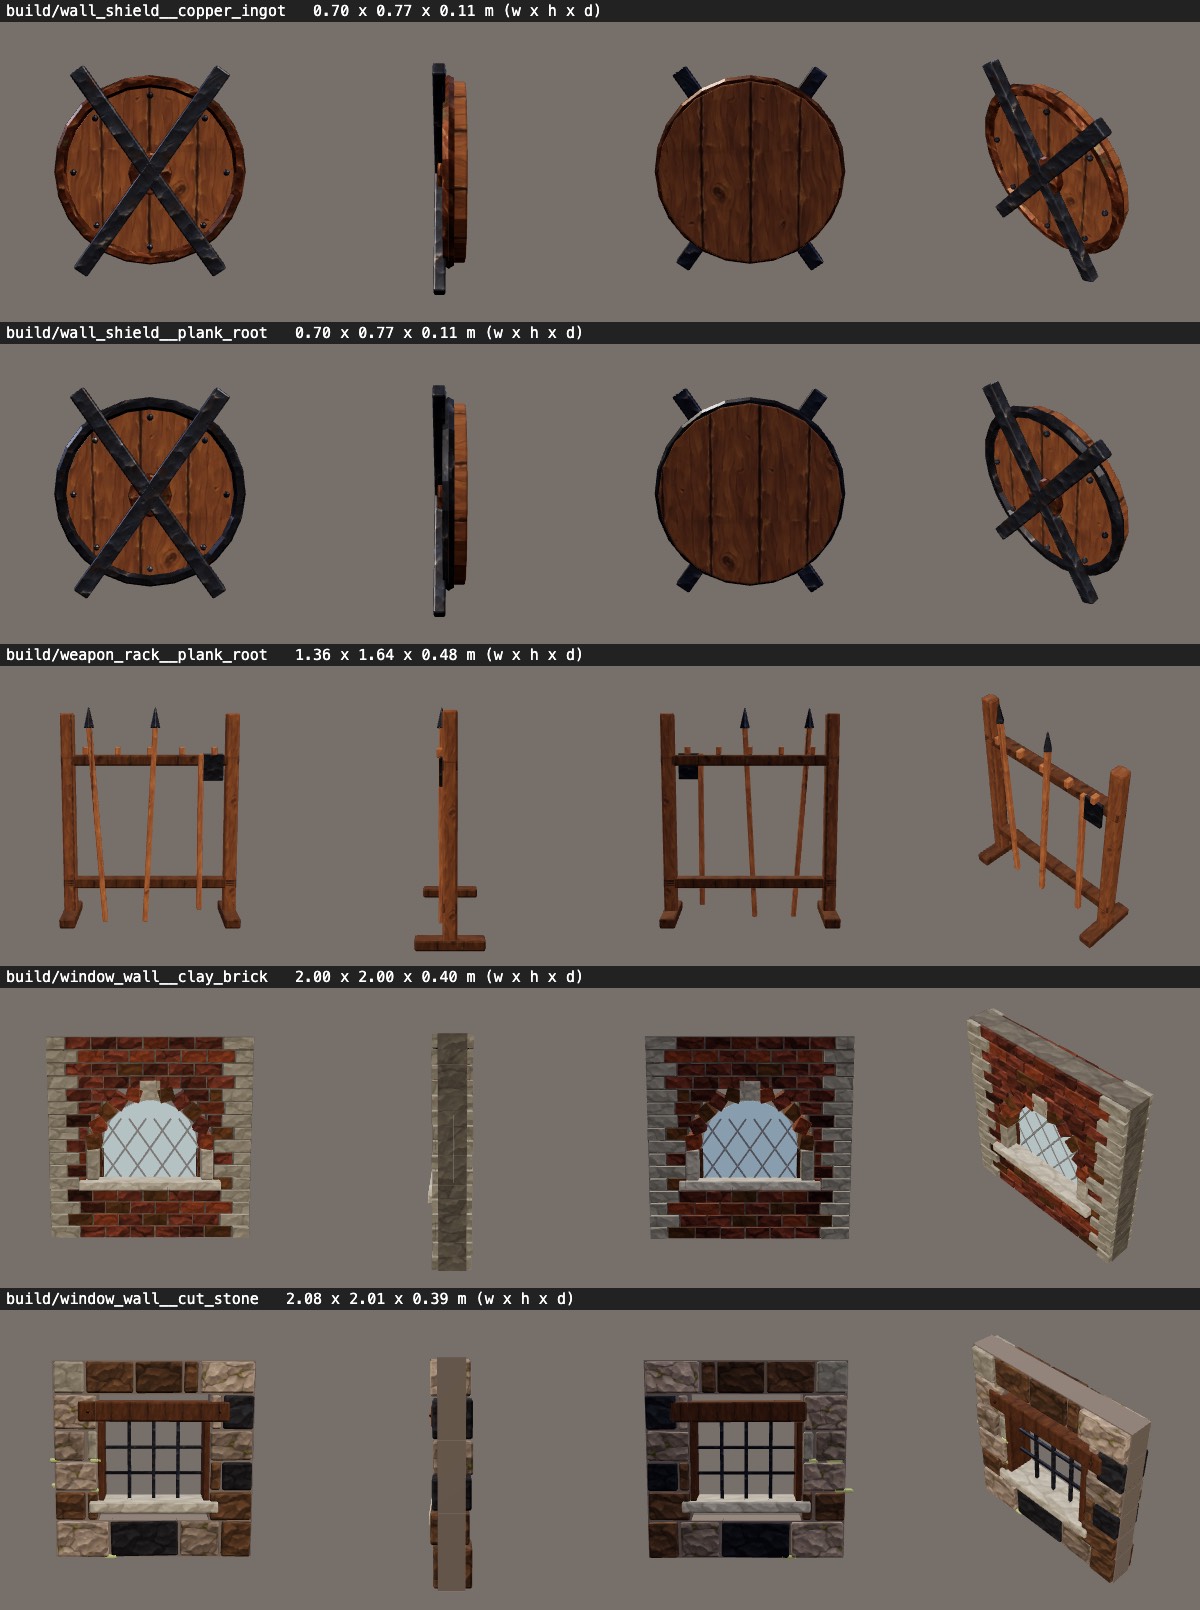 build/wall_shield__copper_ingot 0.70 x 0.77 x 0.11 m (w x h x d)
build/wall_shield__plank_root 0.70 x 0.77 x 0.11 m (w x h x d)
build/weapon_rack__plank_root 1.36 x 1.64 x 0.48 m (w x h x d)
build/window_wall__clay_brick 2.00 x 2.00 x 0.40 m (w x h x d)
build/window_wall__cut_stone 2.08 x 2.01 x 0.39 m (w x h x d)